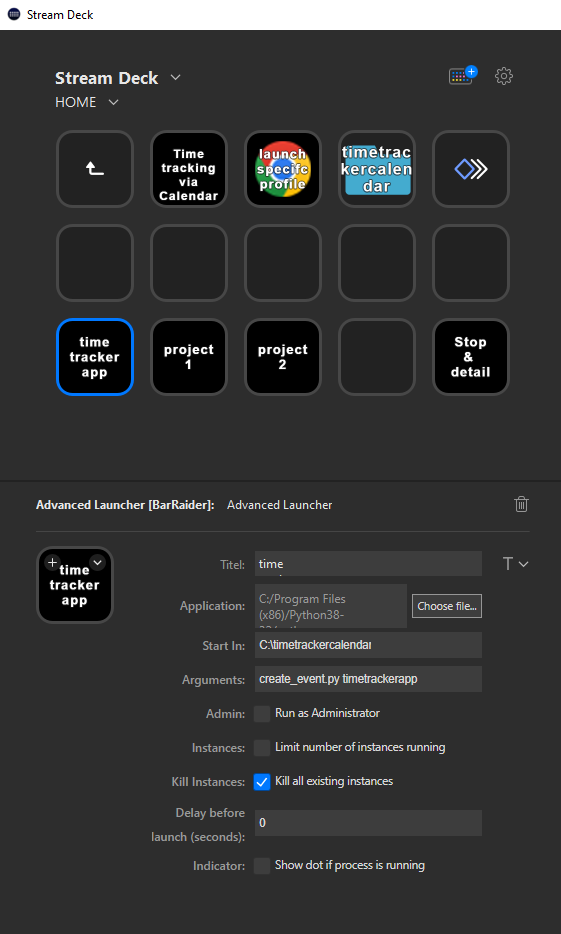 Stream Deck
Stream Deck
HOME
Time
tracking
via
Calendar
launch
specifc
profile
timetrac
kercalen
dar
time
tracker
app
project
1
project
2
Stop
&
detail
Advanced Launcher [BarRaider]: Advanced Launcher
time
tracker
app
Titel: time
T
Application: C:/Program Files
(x86)/Python38-
Choose file...
Start In: C:\timetrackercalendar
Arguments: create_event.py timetrackerapp
Admin: Run as Administrator
Instances: Limit number of instances running
Kill Instances: Kill all existing instances
Delay before
launch (seconds): 0
Indicator: Show dot if process is running